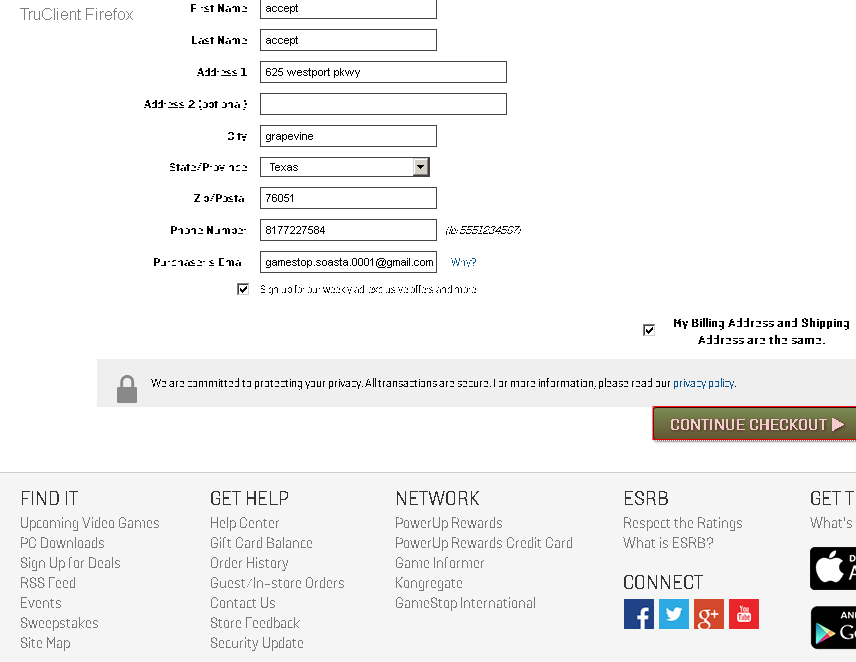 TruClient Firefox
First Name accept
Last Name accept
Address 1 625 westport pkwy
Address 2 (optional)
City grapevine
State/Province Texas
Zip/Postal 76051
Phone Number 8177227584 (ie 5551234567)
Purchaser's Email gamestop.soasta.0001@gmail.com Why?
Sign up for our weekly ad, exclusive offers and more
My Billing Address and Shipping
Address are the same.
We are committed to protecting your privacy. All transactions are secure. For more information, please read our privacy policy.
CONTINUE CHECKOUT
FIND IT
Upcoming Video Games
PC Downloads
Sign Up for Deals
RSS Feed
Events
Sweepstakes
Site Map
GET HELP
Help Center
Gift Card Balance
Order History
Guest/In-store Orders
Contact Us
Store Feedback
Security Update
NETWORK
PowerUp Rewards
PowerUp Rewards Credit Card
Game Informer
Kongregate
GameStop International
ESRB
Respect the Ratings
What is ESRB?
CONNECT
f
g+
You Tube
GET T
What's
D
A
AN
Go